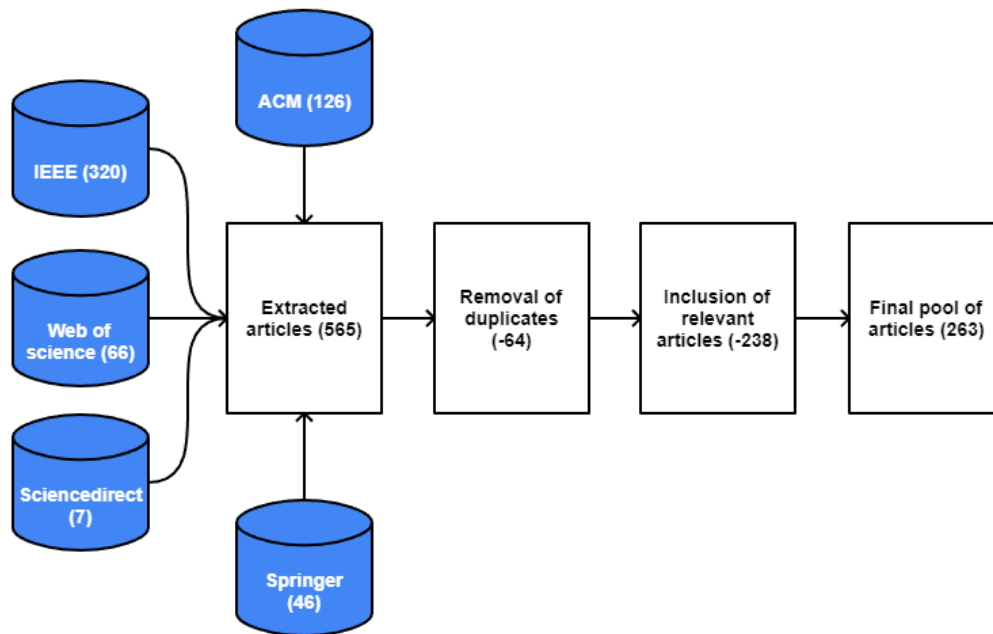 ACM (126)
IEEE (320)
Web of
science (66)
Sciencedirect
(7)
Springer
(46)
Extracted
articles (565)
Removal of
duplicates
(-64)
Inclusion of
relevant
articles (-238)
Final pool of
articles (263)